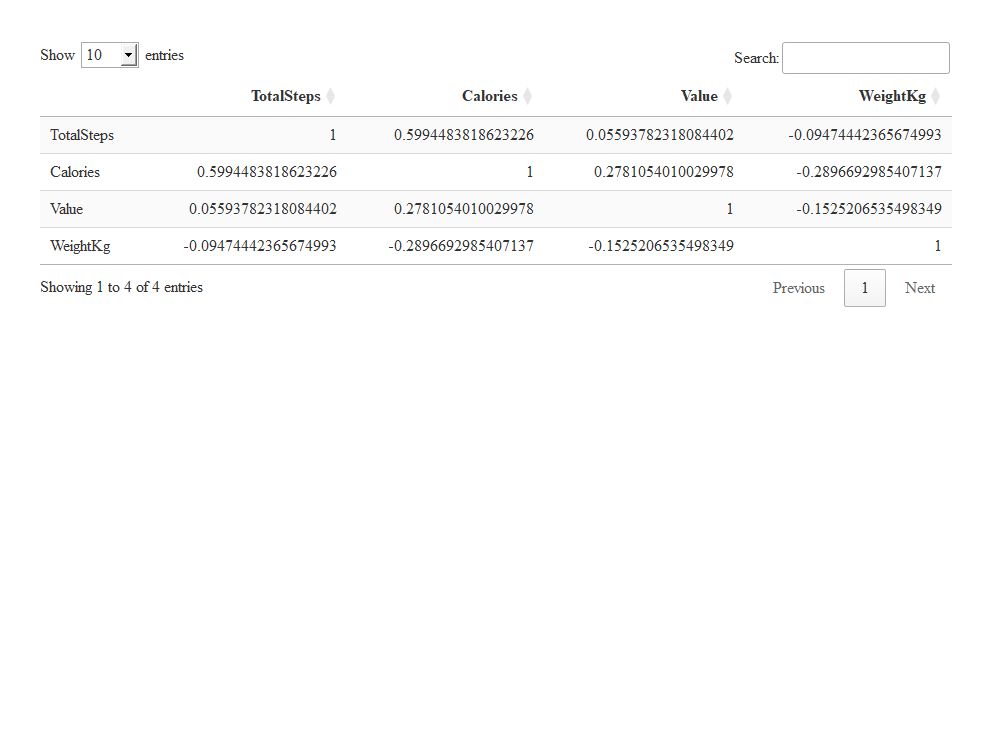 Show 10 entries Search:
TotalSteps Calories Value WeightKg
TotalSteps 1 0.5994483818623226 0.05593782318084402 -0.09474442365674993
Calories 0.5994483818623226 1 0.2781054010029978 -0.2896692985407137
Value 0.05593782318084402 0.2781054010029978 1 -0.1525206535498349
WeightKg -0.09474442365674993 -0.2896692985407137 -0.1525206535498349 1
Showing 1 to 4 of 4 entries Previous 1 Next